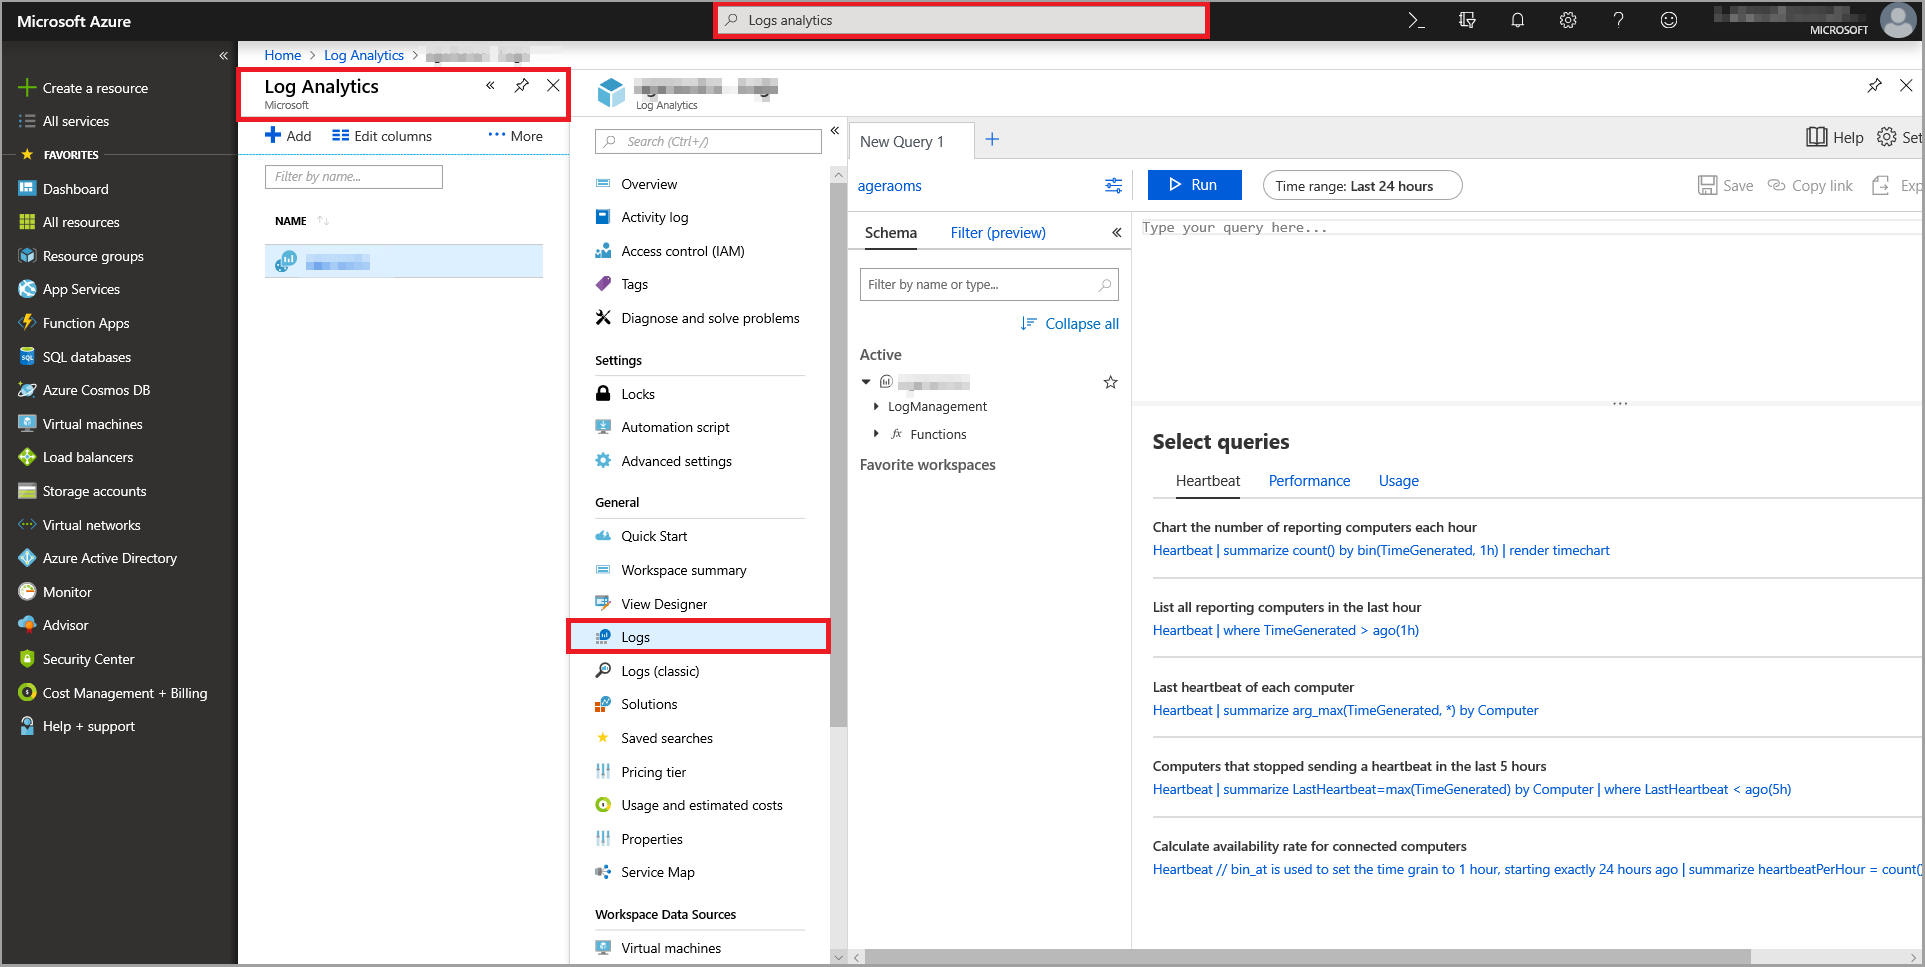 Microsoft Azure
Logs analytics
MICROSOFT
Create a resource
All services
FAVORITES
Dashboard
All resources
Resource groups
App Services
Function Apps
SQL databases
Azure Cosmos DB
Virtual machines
Load balancers
Storage accounts
Virtual networks
Azure Active Directory
Monitor
Advisor
Security Center
Cost Management + Billing
Help + support
Home > Log Analytics >
Log Analytics
Microsoft
Add
Edit columns
More
Filter by name...
NAME
Log Analytics
Search (Ctrl+/)
Overview
Activity log
Access control (IAM)
Tags
Diagnose and solve problems
Settings
Locks
Automation script
Advanced settings
General
Quick Start
Workspace summary
View Designer
Logs
Logs (classic)
Solutions
Saved searches
Pricing tier
Usage and estimated costs
Properties
Service Map
Workspace Data Sources
Virtual machines
New Query 1
Help
Set
ageraoms
Run
Time range: Last 24 hours
Save
Copy link
Exp
Schema
Filter (preview)
Filter by name or type...
Collapse all
Active
LogManagement
fx Functions
Favorite workspaces
Type your query here...
Select queries
Heartbeat
Performance
Usage
Chart the number of reporting computers each hour
Heartbeat | summarize count() by bin(TimeGenerated, 1h) | render timechart
List all reporting computers in the last hour
Heartbeat | where TimeGenerated > ago(1h)
Last heartbeat of each computer
Heartbeat | summarize arg_max(TimeGenerated, *) by Computer
Computers that stopped sending a heartbeat in the last 5 hours
Heartbeat | summarize LastHeartbeat=max(TimeGenerated) by Computer | where LastHeartbeat < ago(5h)
Calculate availability rate for connected computers
Heartbeat // bin_at is used to set the time grain to 1 hour, starting exactly 24 hours ago | summarize heartbeatPerHour = count()